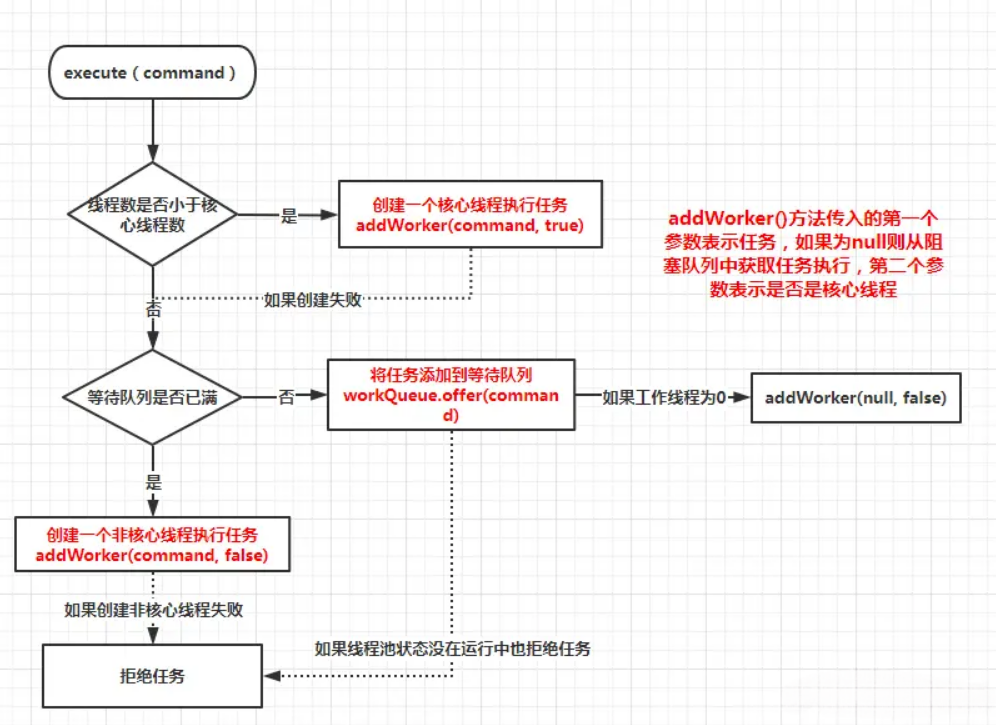 execute（command）
线程数是否小于核
心线程数
是
创建一个核心线程执行任务
addWorker(command, true)
addWorker()方法传入的第一个
参数表示任务，如果为null则从阻
塞队列中获取任务执行，第二个参
数表示是否是核心线程
如果创建失败
否
等待队列是否已满
否
将任务添加到等待队列
workQueue.offer(comman
d)
如果工作线程为0
addWorker(null, false)
是
创建一个非核心线程执行任务
addWorker(command, false)
如果创建非核心线程失败
如果线程池状态没在运行中也拒绝任务
拒绝任务